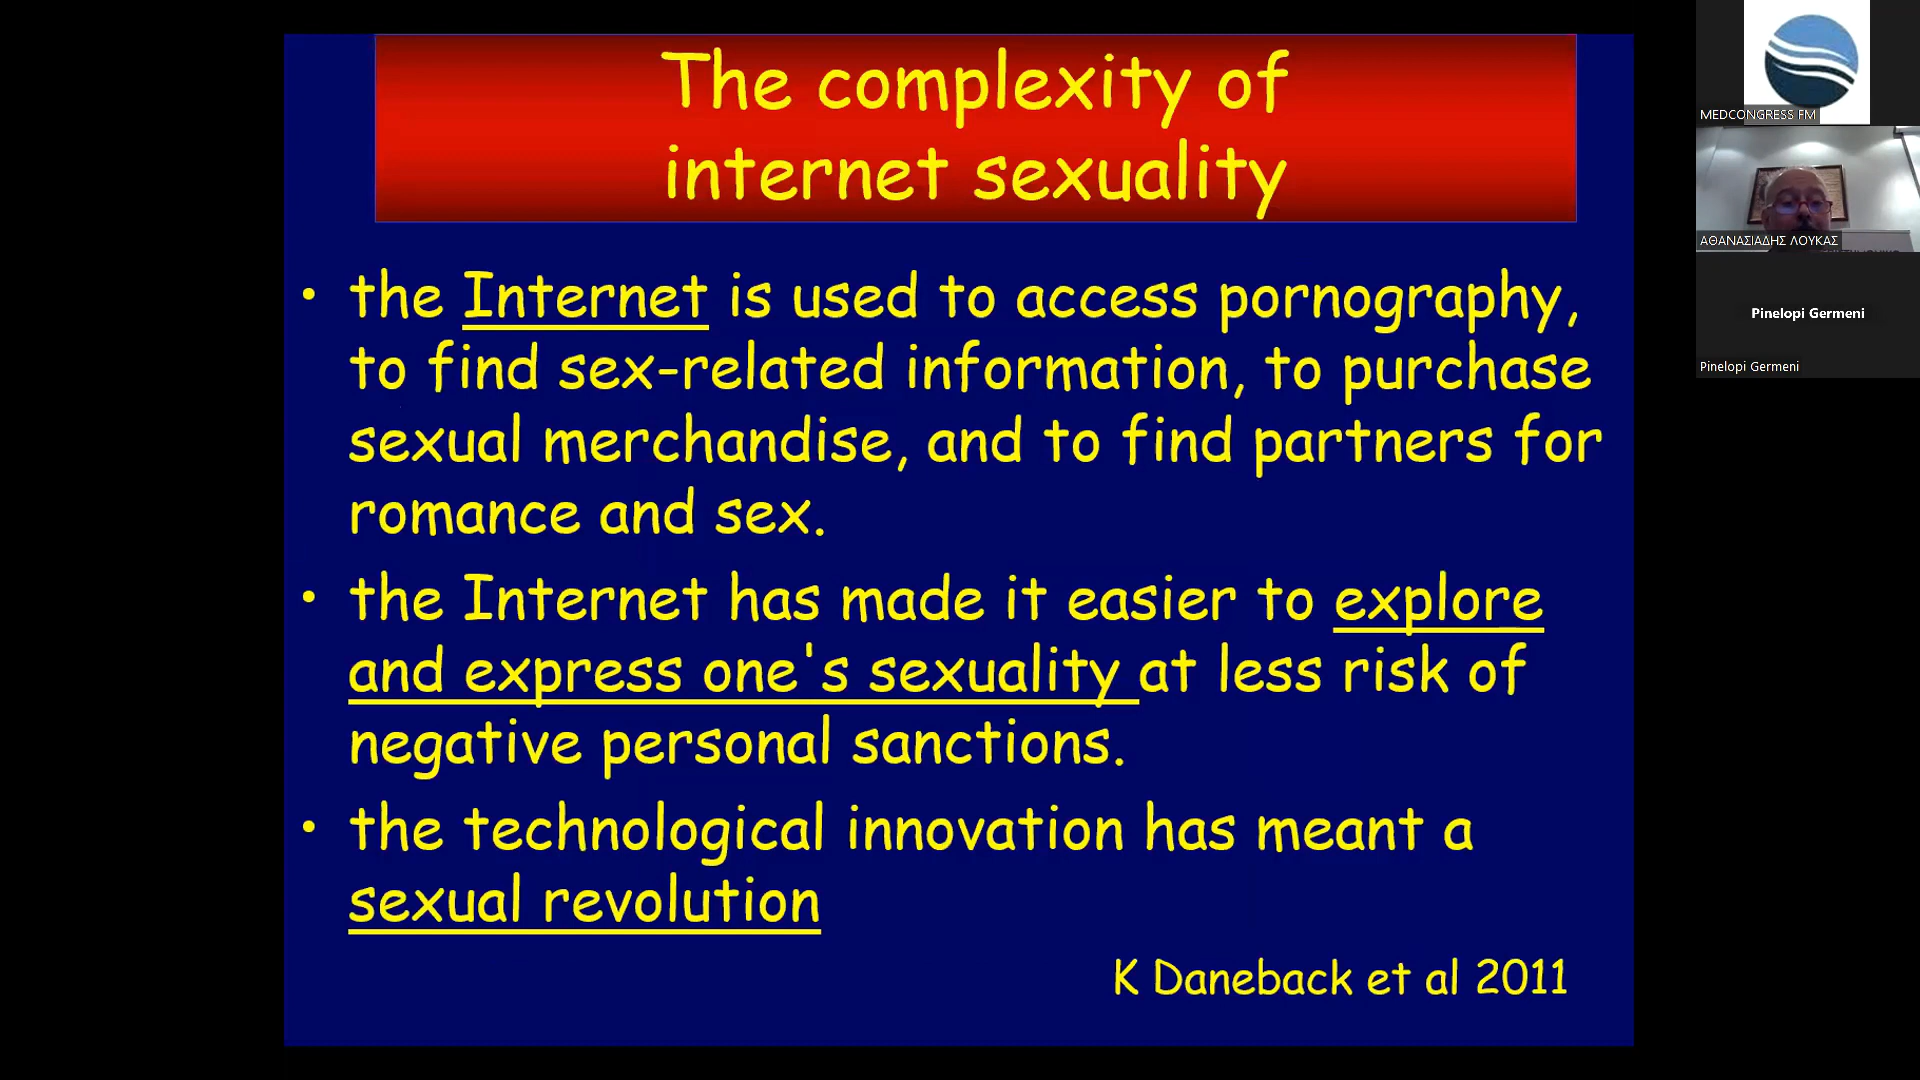 The complexity of
internet sexuality
• the Internet is used to access pornography,
to find sex-related information, to purchase
sexual merchandise, and to find partners for
romance and sex.
• the Internet has made it easier to explore
and express one's sexuality at less risk of
negative personal sanctions.
• the technological innovation has meant a
sexual revolution
K Daneback et al 2011
MEDCONGRESS FM
ΑΘΑΝΑΣΙΑΔΗΣ ΛΟΥΚΑΣ
Pinelopi Germeni
Pinelopi Germeni